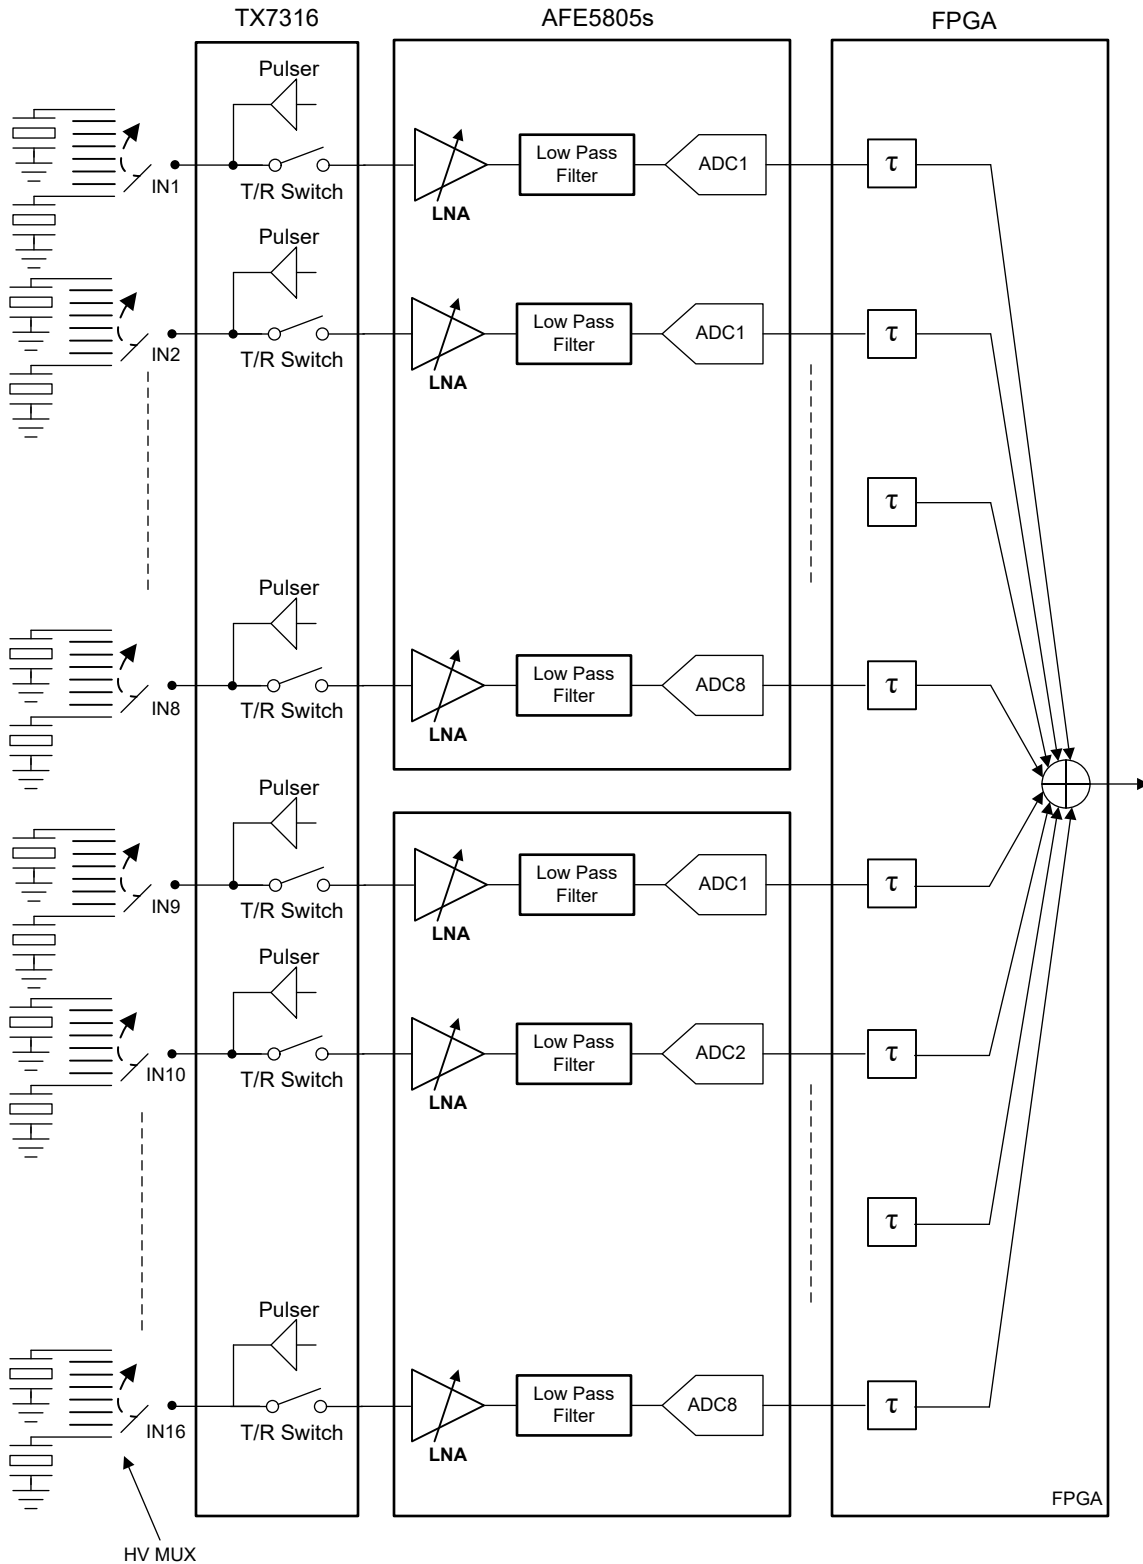 TX7316
AFE5805s
FPGA
Pulser
IN1
T/R Switch
LNA
Low Pass
Filter
ADC1
τ
Pulser
IN2
T/R Switch
LNA
Low Pass
Filter
ADC1
τ
τ
Pulser
IN8
T/R Switch
LNA
Low Pass
Filter
ADC8
τ
Pulser
IN9
T/R Switch
LNA
Low Pass
Filter
ADC1
τ
Pulser
IN10
T/R Switch
LNA
Low Pass
Filter
ADC2
τ
τ
Pulser
IN16
T/R Switch
LNA
Low Pass
Filter
ADC8
τ
FPGA
HV MUX